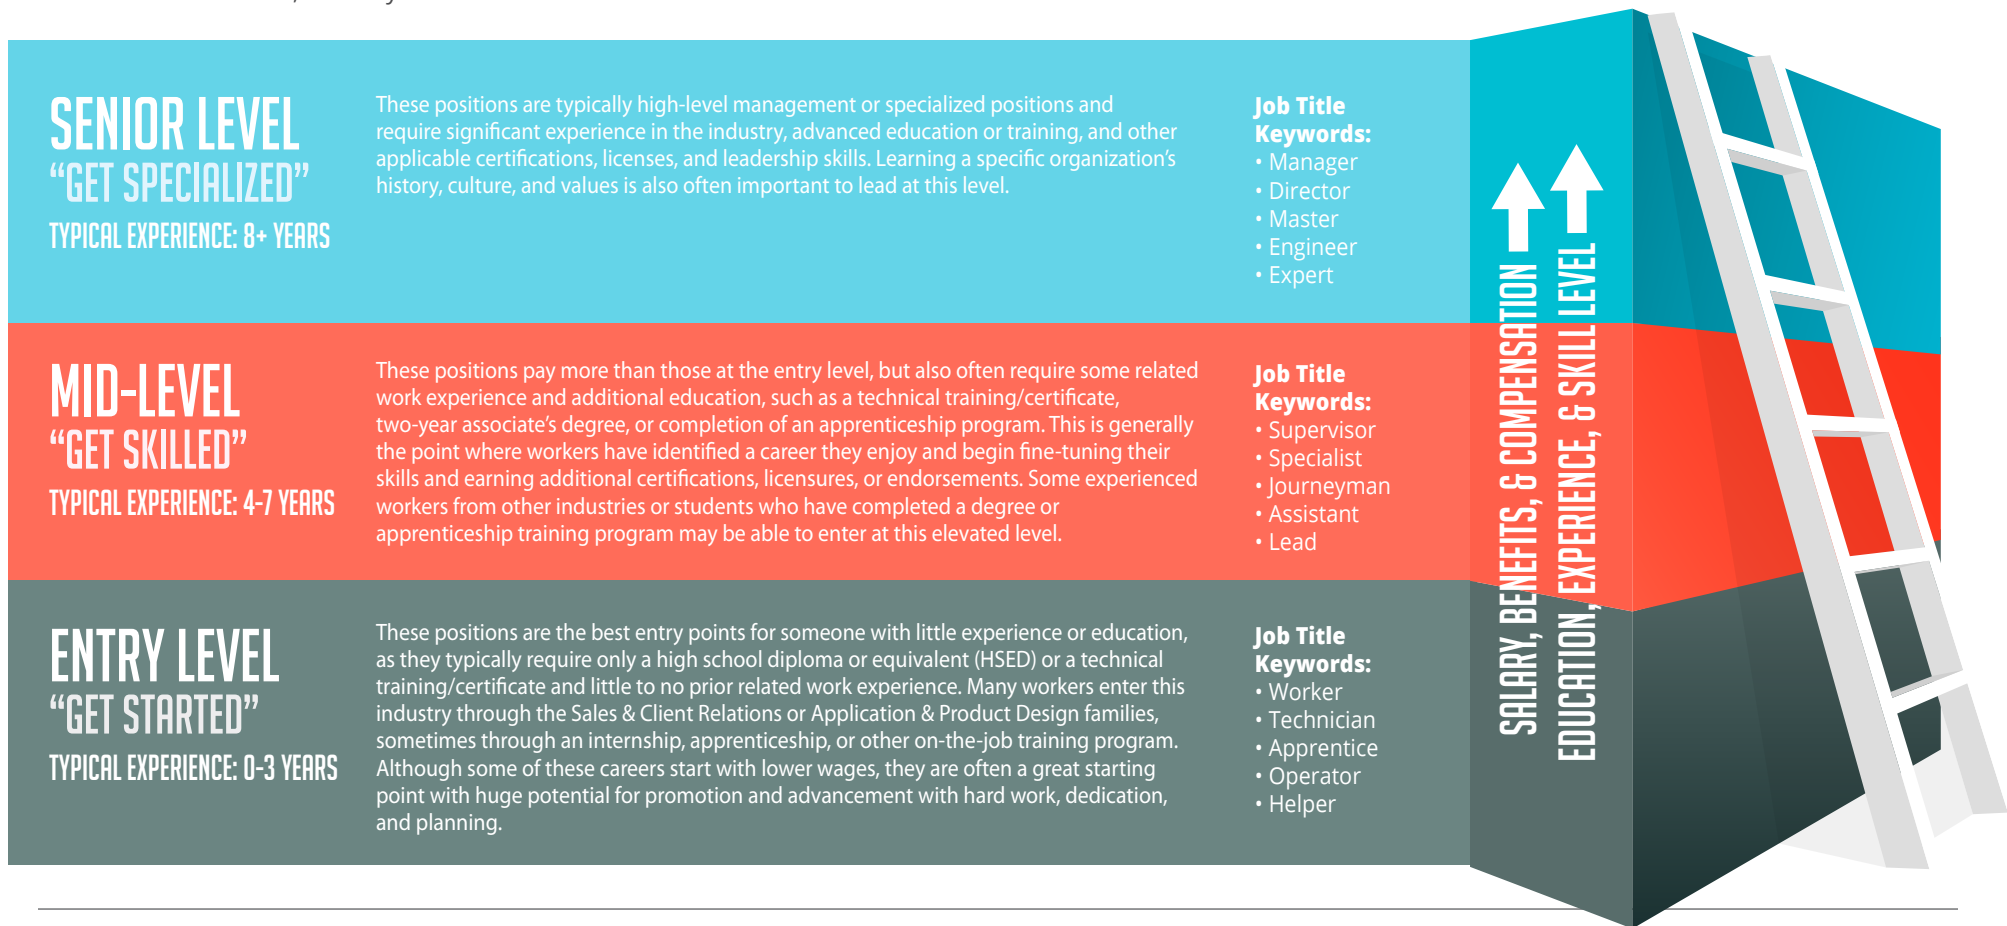 SENIOR LEVEL
“GET SPECIALIZED”
TYPICAL EXPERIENCE: 8+ YEARS
These positions are typically high-level management or specialized positions and
require significant experience in the industry, advanced education or training, and other
applicable certifications, licenses, and leadership skills. Learning a specific organization’s
history, culture, and values is also often important to lead at this level.
Job Title
Keywords:
• Manager
• Director
• Master
• Engineer
• Expert
MID-LEVEL
“GET SKILLED”
TYPICAL EXPERIENCE: 4-7 YEARS
These positions pay more than those at the entry level, but also often require some related
work experience and additional education, such as a technical training/certificate,
two-year associate’s degree, or completion of an apprenticeship program. This is generally
the point where workers have identified a career they enjoy and begin fine-tuning their
skills and earning additional certifications, licensures, or endorsements. Some experienced
workers from other industries or students who have completed a degree or
apprenticeship training program may be able to enter at this elevated level.
Job Title
Keywords:
• Supervisor
• Specialist
• Journeyman
• Assistant
• Lead
ENTRY LEVEL
“GET STARTED”
TYPICAL EXPERIENCE: 0-3 YEARS
These positions are the best entry points for someone with little experience or education,
as they typically require only a high school diploma or equivalent (HSED) or a technical
training/certificate and little to no prior related work experience. Many workers enter this
industry through the Sales & Client Relations or Application & Product Design families,
sometimes through an internship, apprenticeship, or other on-the-job training program.
Although some of these careers start with lower wages, they are often a great starting
point with huge potential for promotion and advancement with hard work, dedication,
and planning.
Job Title
Keywords:
• Worker
• Technician
• Apprentice
• Operator
• Helper
SALARY, BENEFITS, & COMPENSATION
EDUCATION, EXPERIENCE, & SKILL LEVEL